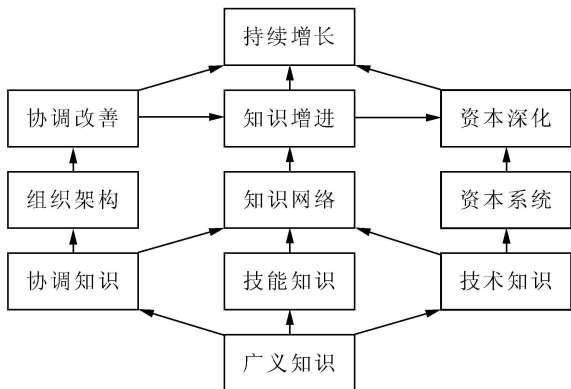 持续增长
协调改善
知识增进
资本深化
组织架构
知识网络
资本系统
协调知识
技能知识
技术知识
广义知识